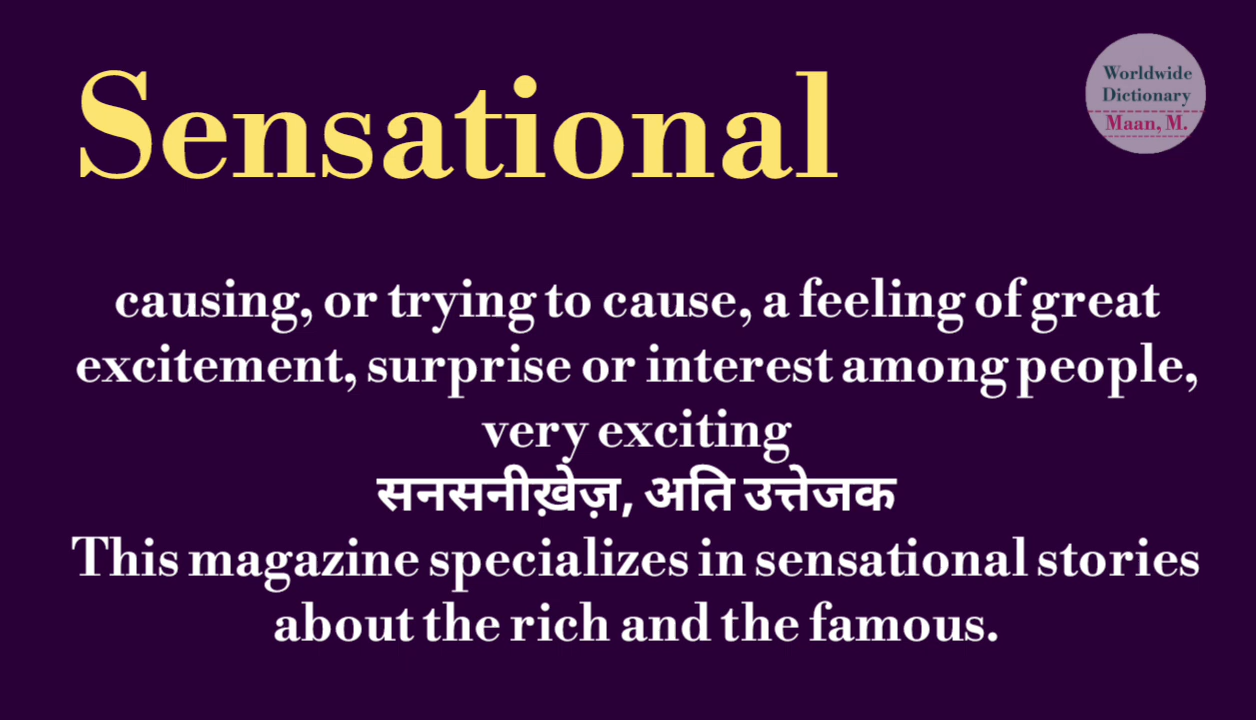 Sensational
Worldwide
Dictionary
Maan, M.
causing, or trying to cause, a feeling of great
excitement, surprise or interest among people,
very exciting
सनसनीख़ेज़, अति उत्तेजक
This magazine specializes in sensational stories
about the rich and the famous.